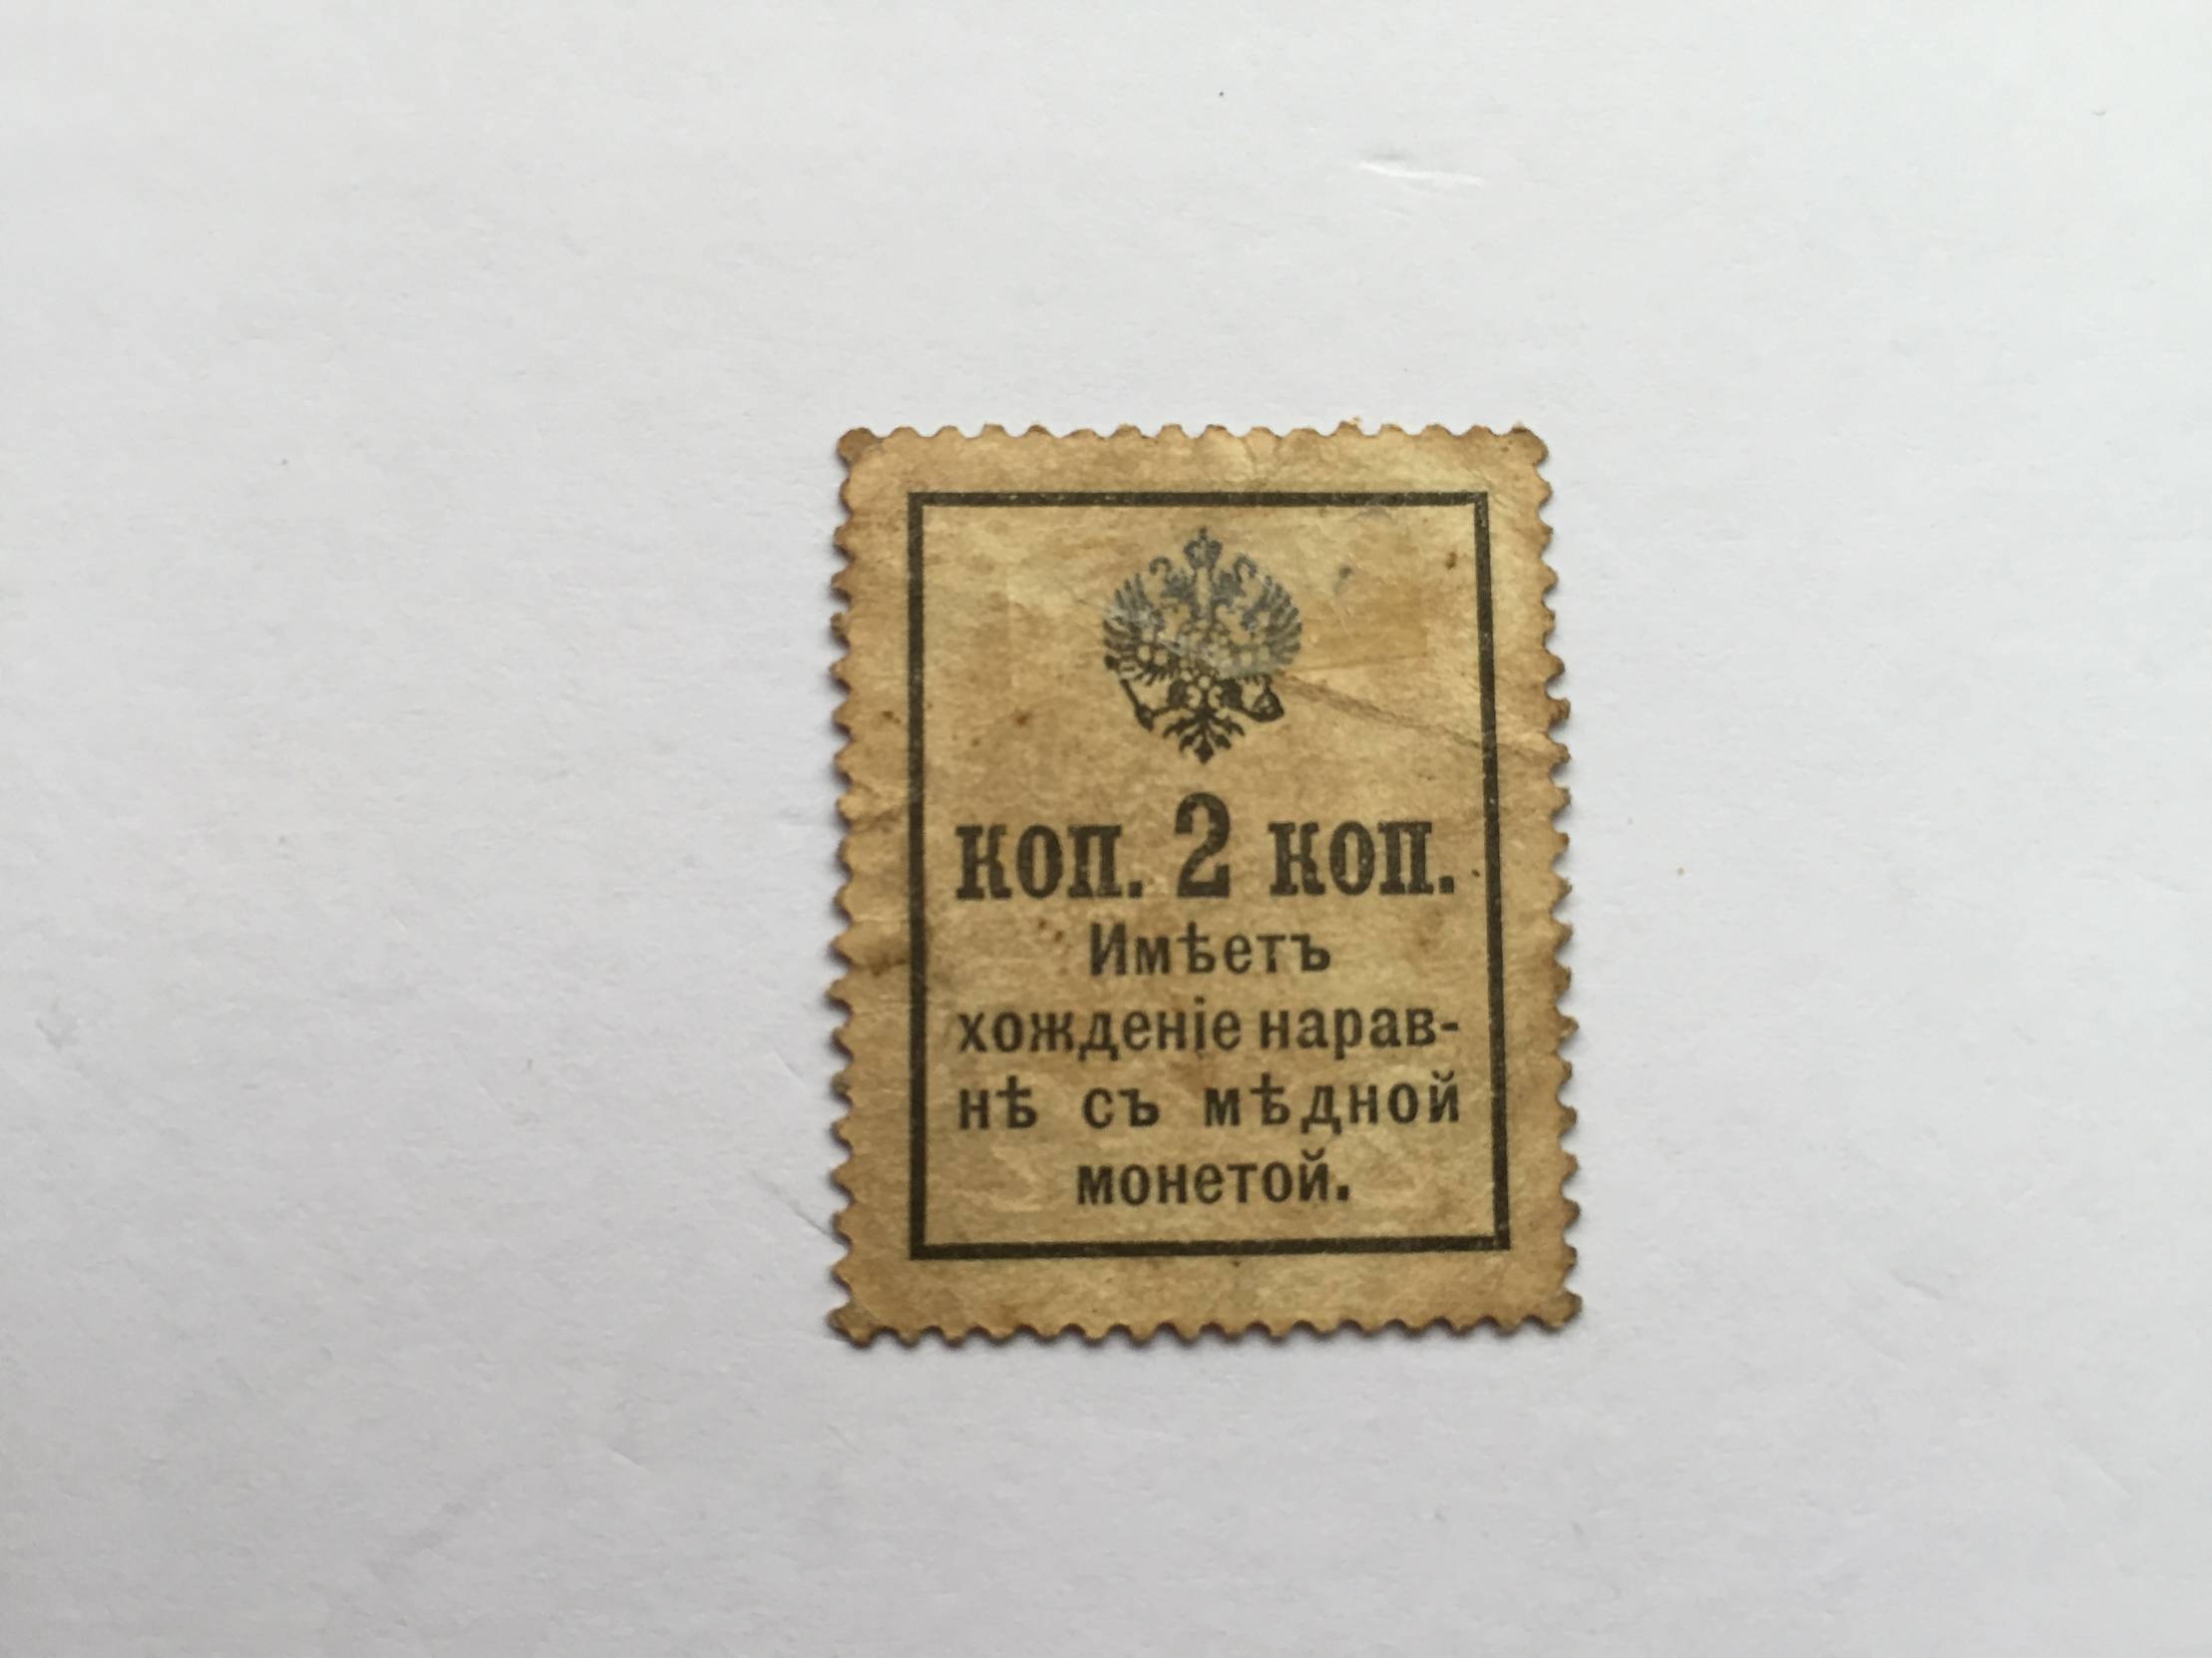 коп. 2 коп.
Имѣетъ
хожденіе нарав-
нѣ съ мѣдной
монетой.